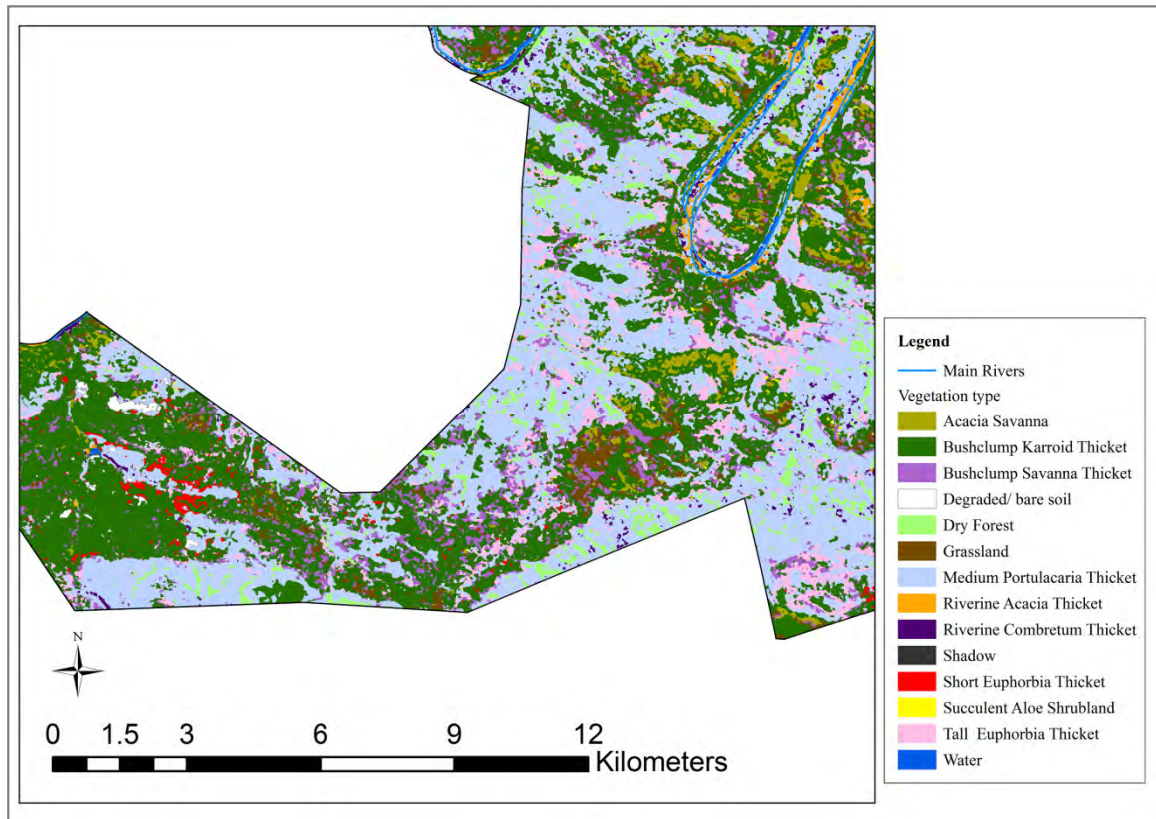 Legend
Main Rivers
Vegetation type
Acacia Savanna
Bushclump Karroid Thicket
Bushclump Savanna Thicket
Degraded/ bare soil
Dry Forest
Grassland
Medium Portulacaria Thicket
Riverine Acacia Thicket
Riverine Combretum Thicket
Shadow
Short Euphorbia Thicket
Succulent Aloe Shrubland
Tall  Euphorbia Thicket
Water
N
0 1.5 3 6 9 12
Kilometers